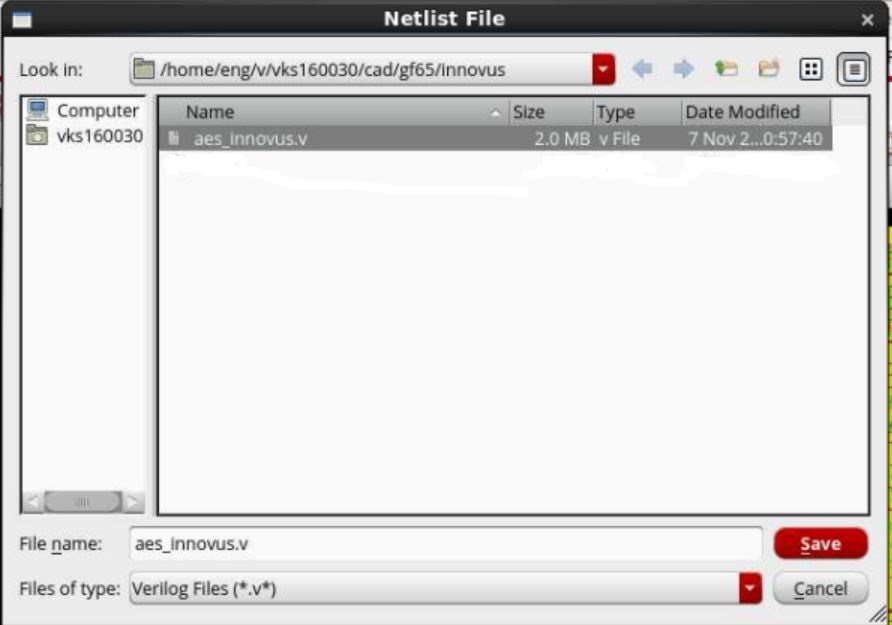 Netlist File
Look in: /home/eng/v/vks160030/cad/gf65/innovus
Computer
vks160030
Name Size Type Date Modified
aes_innovus.v 2.0 MB v File 7 Nov 2...0:57:40
File name: aes_innovus.v Save
Files of type: Verilog Files (*.v*) Cancel